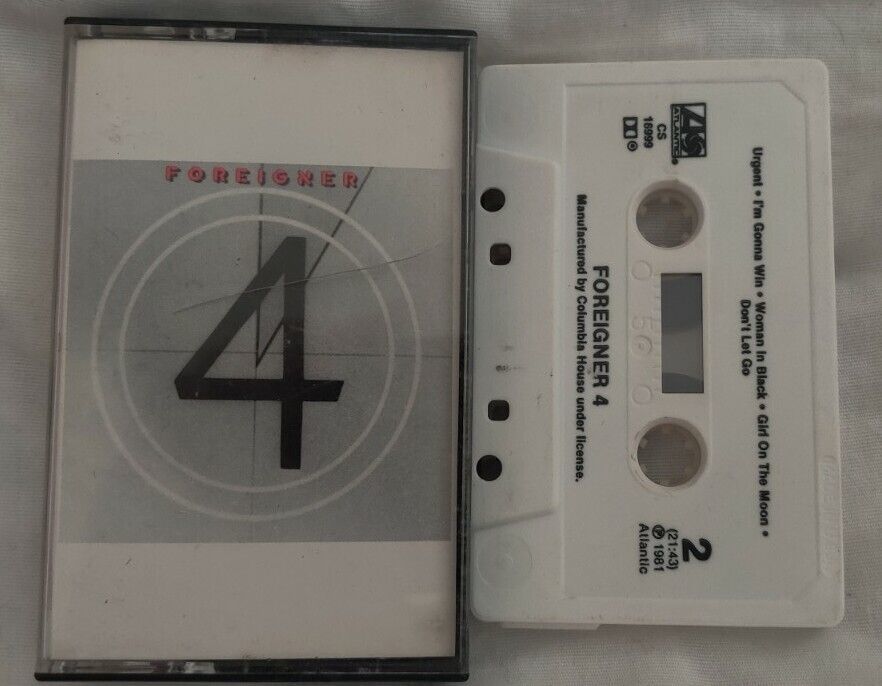 FOREIGNER
4
ATLANTIC
CS
16999
Urgent • I'm Gonna Win • Woman In Black • Girl On The Moon •
Don't Let Go
FOREIGNER 4
Manufactured by Columbia House under license.
2
(21:43)
℗ 1981
Atlantic